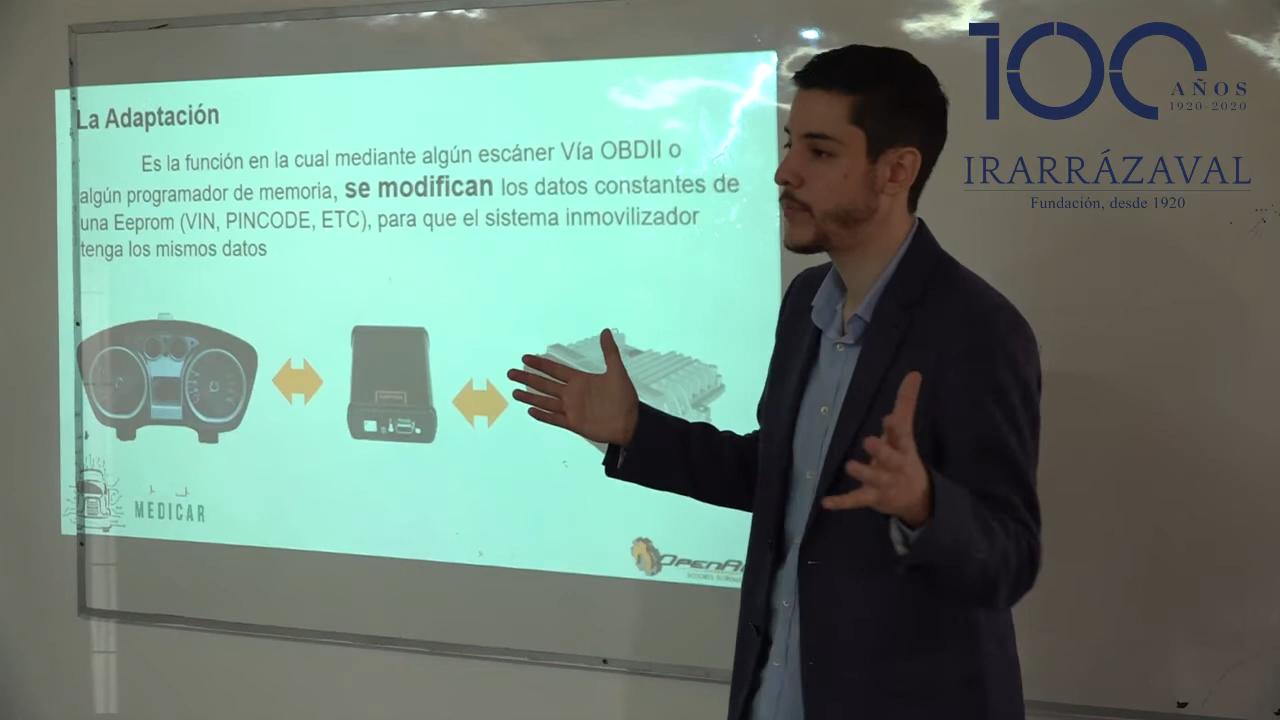 La Adaptación
Es la función en la cual mediante algún escáner Vía OBDII o
algún programador de memoria, se modifican los datos constantes de
una Eeprom (VIN, PINCODE, ETC), para que el sistema inmovilizador
tenga los mismos datos
MEDICAR
100
AÑOS
1920-2020
IRARRÁZAVAL
Fundación, desde 1920